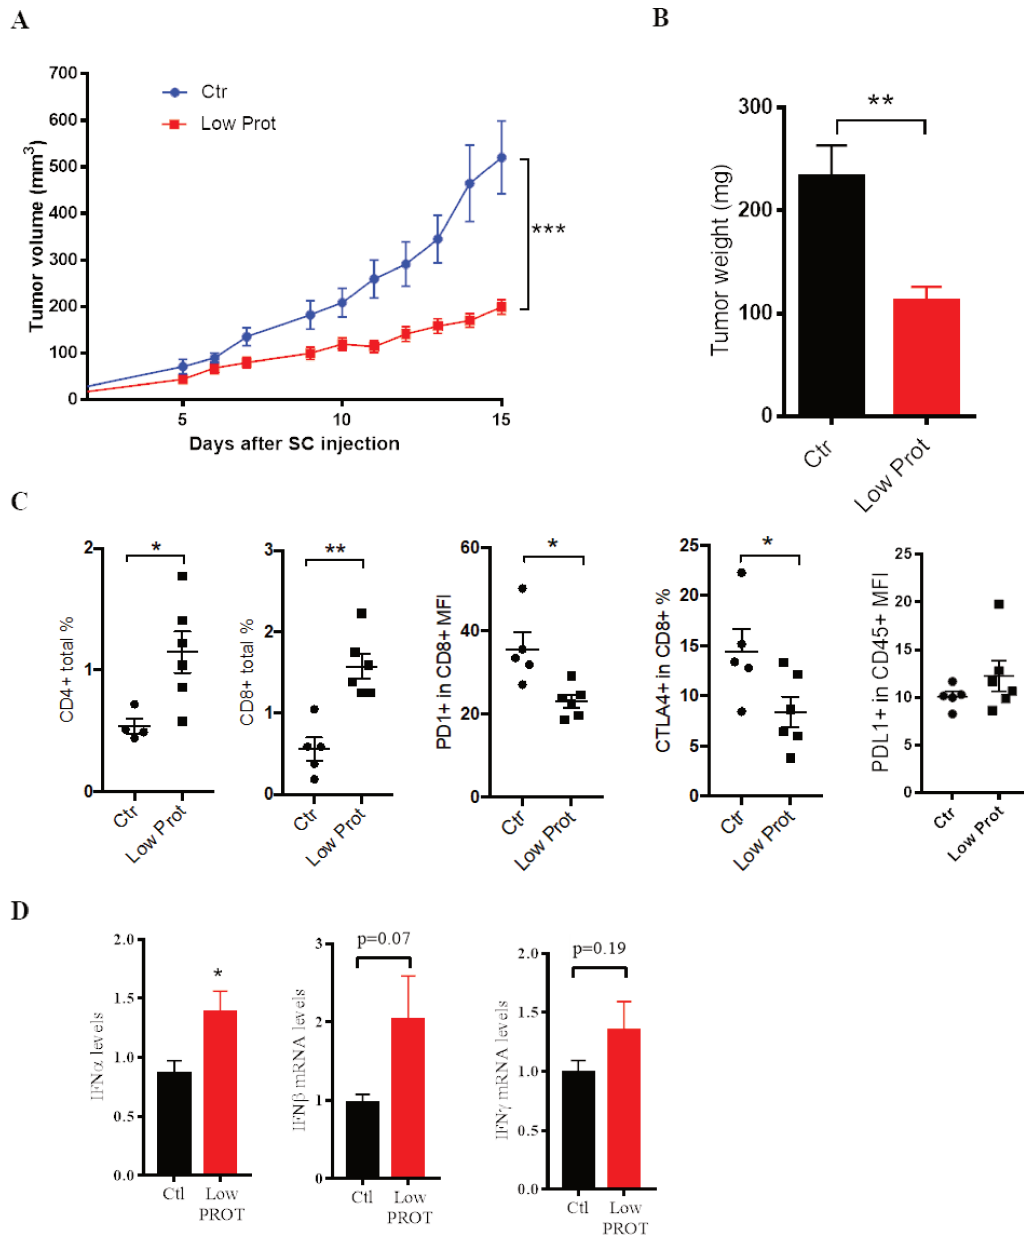 A
700
600
500
400
300
200
100
0
Tumor volume (mm³)
Ctr
Low Prot
***
5
10
15
Days after SC injection
B
300
200
100
0
Tumor weight (mg)
**
Ctr
Low Prot
C
2
1
0
CD4+ total %
*
Ctr
Low Prot
3
2
1
0
CD8+ total %
**
Ctr
Low Prot
60
40
20
0
PD1+ in CD8+ MFI
*
Ctr
Low Prot
25
20
15
10
5
0
CTLA4+ in CD8+ %
*
Ctr
Low Prot
25
20
15
10
5
0
PDL1+ in CD45+ MFI
Ctr
Low Prot
D
2.0
1.5
1.0
0.5
0.0
IFNα levels
*
Ctl
Low
PROT
3
2
1
0
IFNβ mRNA levels
p=0.07
Ctl
Low
PROT
2.0
1.5
1.0
0.5
0.0
IFNγ mRNA levels
p=0.19
Ctl
Low
PROT